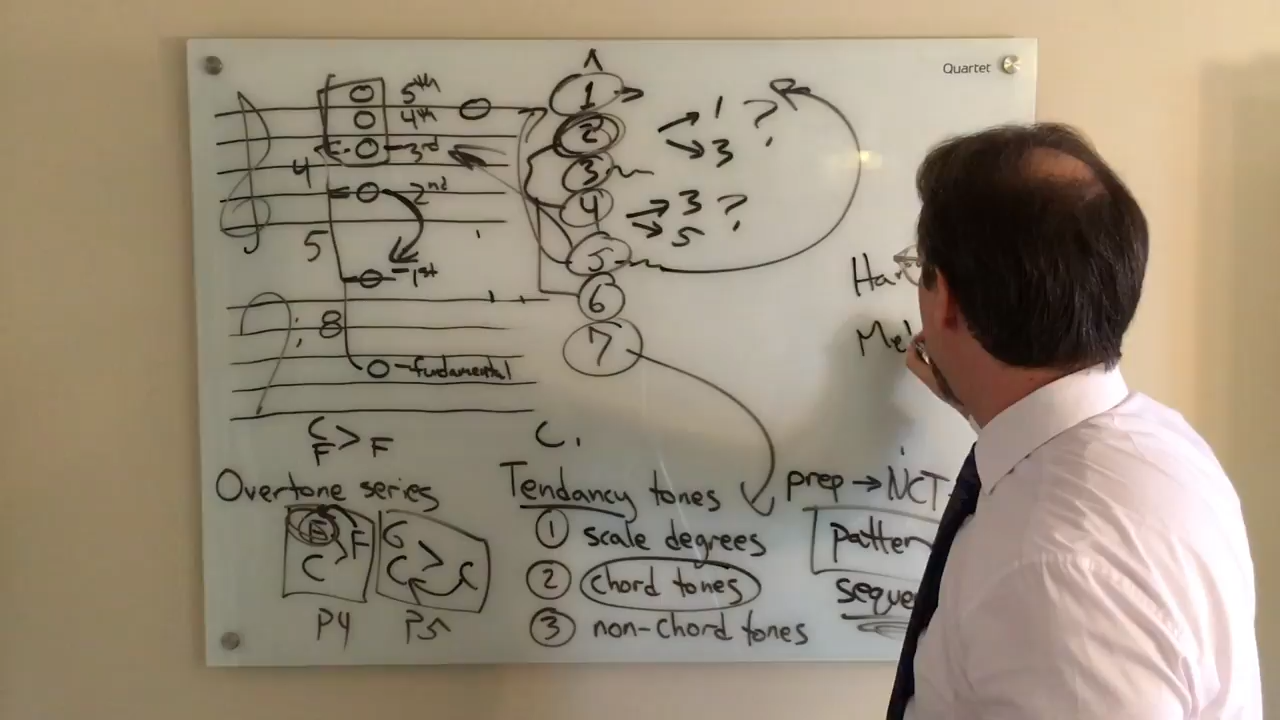 Quartet
5th
4th
3rd
4
2nd
5
1st
8
fundamental
^
1
2
3
4
5
6
7
→ 1 ?
→ 3
→ 3 ?
→ 5
Ha
Me
C
F > F
C.
Overtone series
F
C
P4
G
C > C
P5
Tendancy tones
1 scale degrees
2 chord tones
3 non-chord tones
prep → NCT
patter
seque